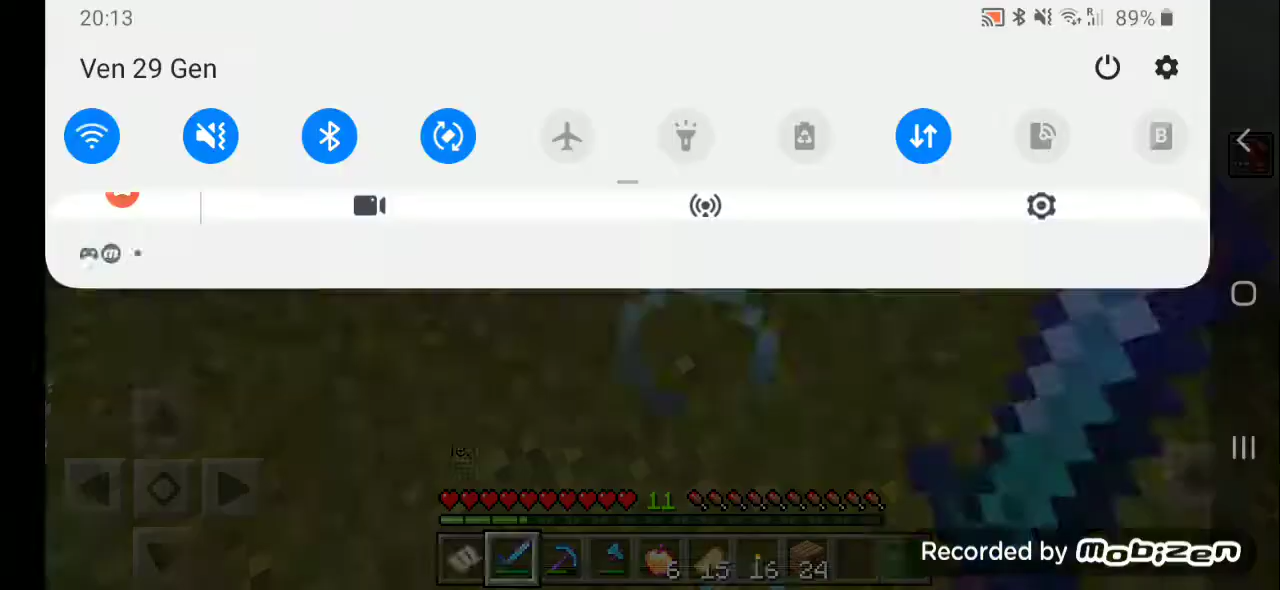 20:13
R
89%
Ven 29 Gen
B
11
6 15 16 24
Recorded by mobizen